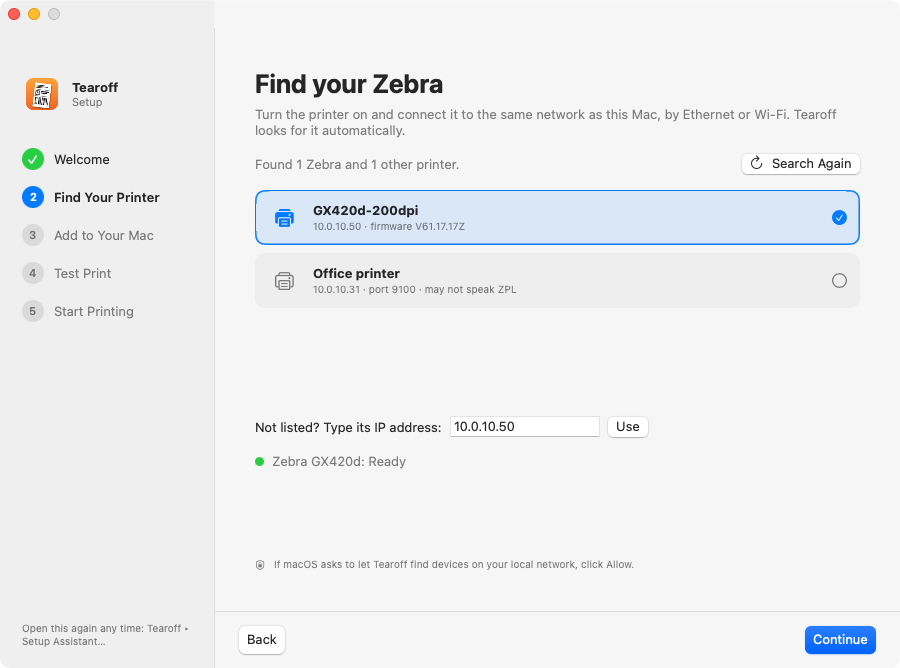 Tearoff
Setup
Welcome
2 Find Your Printer
3 Add to Your Mac
4 Test Print
5 Start Printing
Open this again any time: Tearoff ▸
Setup Assistant...
Find your Zebra
Turn the printer on and connect it to the same network as this Mac, by Ethernet or Wi-Fi. Tearoff
looks for it automatically.
Found 1 Zebra and 1 other printer.
Search Again
GX420d-200dpi
10.0.10.50 · firmware V61.17.17Z
Office printer
10.0.10.31 · port 9100 · may not speak ZPL
Not listed? Type its IP address: 10.0.10.50 Use
Zebra GX420d: Ready
If macOS asks to let Tearoff find devices on your local network, click Allow.
Back
Continue